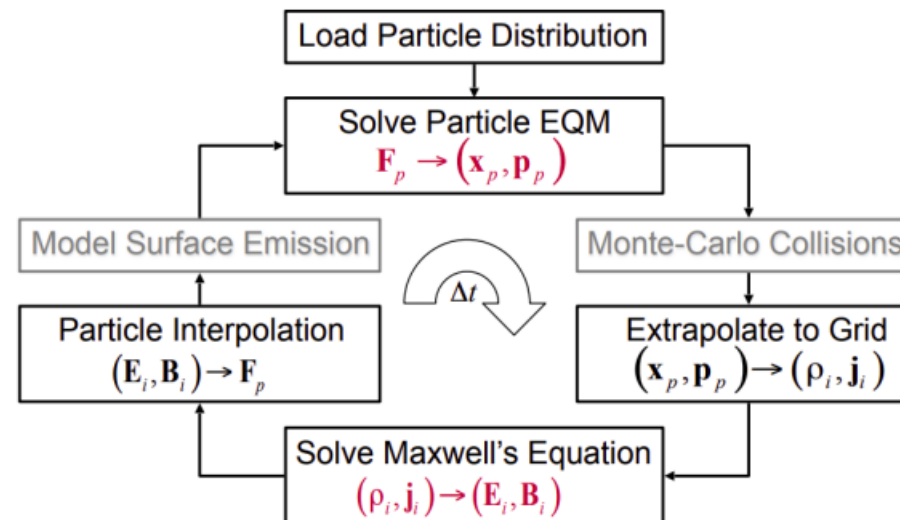 Load Particle Distribution
Solve Particle EQM
F_p → (x_p, p_p)
Model Surface Emission
Monte-Carlo Collisions
Δt
Particle Interpolation
(E_i, B_i) → F_p
Extrapolate to Grid
(x_p, p_p) → (ρ_i, j_i)
Solve Maxwell's Equation
(ρ_i, j_i) → (E_i, B_i)